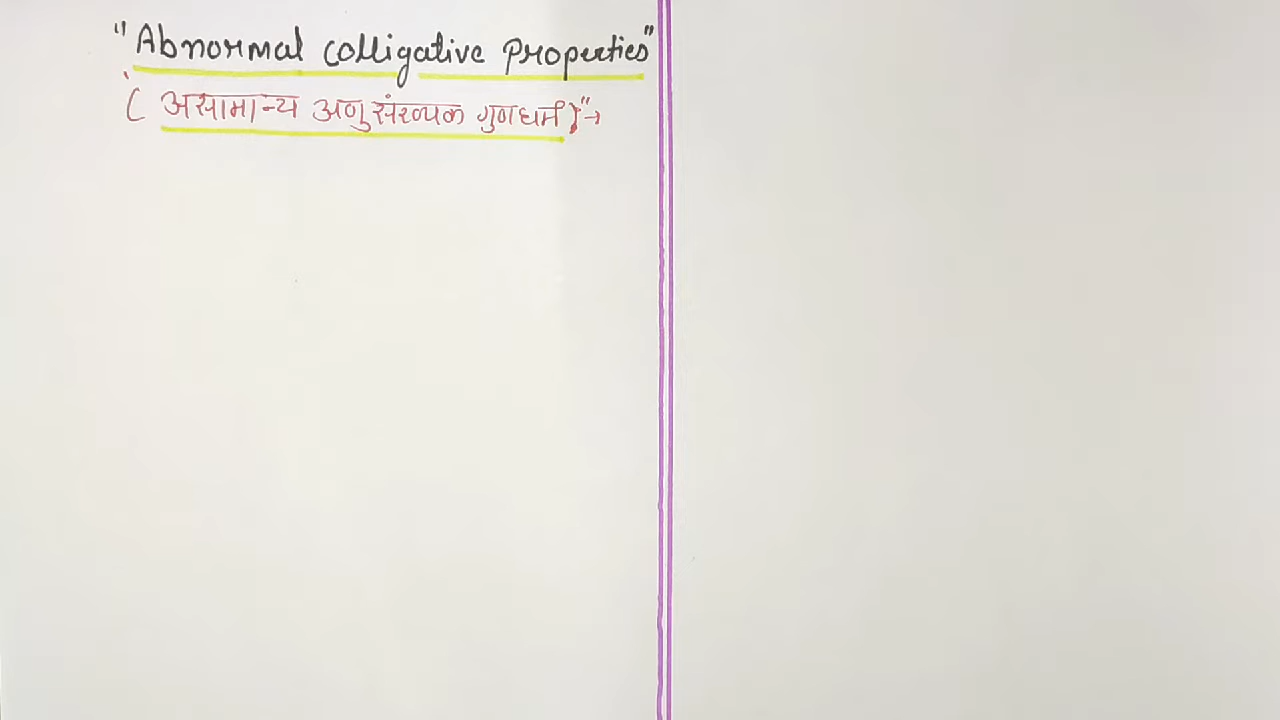 "Abnormal colligative properties"
( असामान्य अणुसंख्यक गुणधर्म )"→